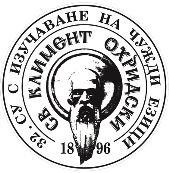 32. СУ С ИЗУЧАВАНЕ НА ЧУЖДИ ЕЗИЦИ
СВ. КЛИМЕНТ ОХРИДСКИ
18 96